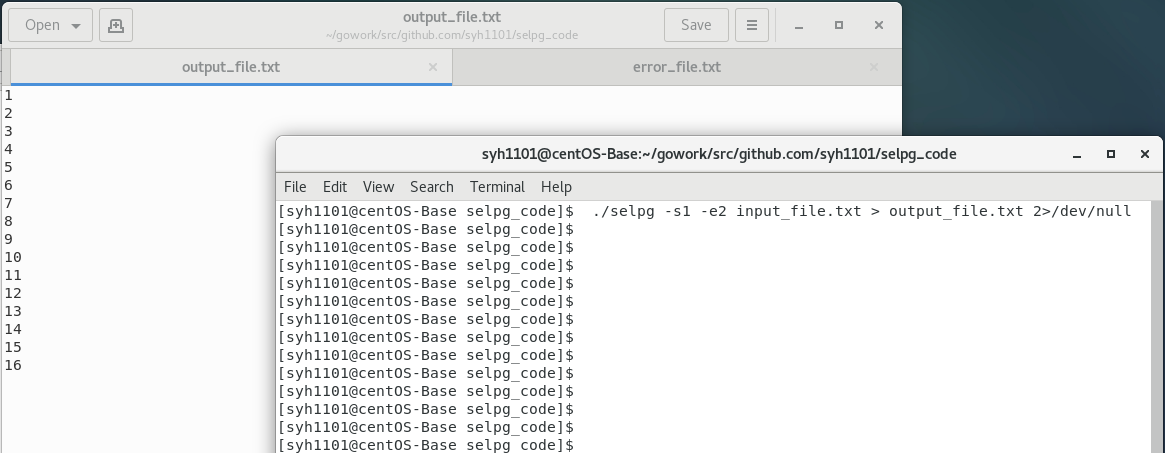 Open
output_file.txt
~/gowork/src/github.com/syh1101/selpg_code
Save
output_file.txt
error_file.txt
1
2
3
4
5
6
7
8
9
10
11
12
13
14
15
16
syh1101@centOS-Base:~/gowork/src/github.com/syh1101/selpg_code
File Edit View Search Terminal Help
[syh1101@centOS-Base selpg_code]$  ./selpg -s1 -e2 input_file.txt > output_file.txt 2>/dev/null
[syh1101@centOS-Base selpg_code]$
[syh1101@centOS-Base selpg_code]$
[syh1101@centOS-Base selpg_code]$
[syh1101@centOS-Base selpg_code]$
[syh1101@centOS-Base selpg_code]$
[syh1101@centOS-Base selpg_code]$
[syh1101@centOS-Base selpg_code]$
[syh1101@centOS-Base selpg_code]$
[syh1101@centOS-Base selpg_code]$
[syh1101@centOS-Base selpg_code]$
[syh1101@centOS-Base selpg_code]$
[syh1101@centOS-Base selpg_code]$
[syh1101@centOS-Base selpg_code]$